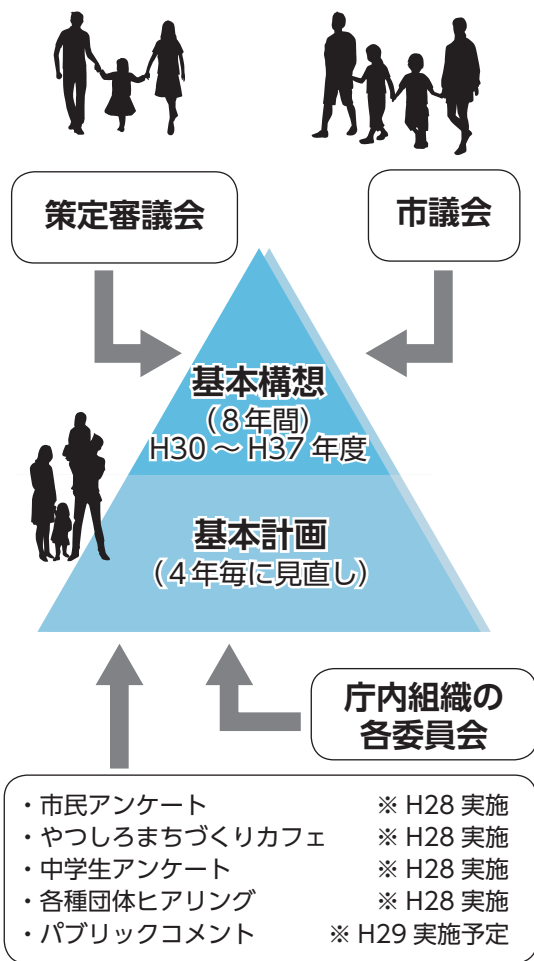 策定審議会
市議会
基本構想
（８年間）
H30 ～ H37 年度
基本計画
（４年毎に見直し）
庁内組織の
各委員会
・市民アンケート ※ H28 実施
・やつしろまちづくりカフェ ※ H28 実施
・中学生アンケート ※ H28 実施
・各種団体ヒアリング ※ H28 実施
・パブリックコメント ※ H29 実施予定